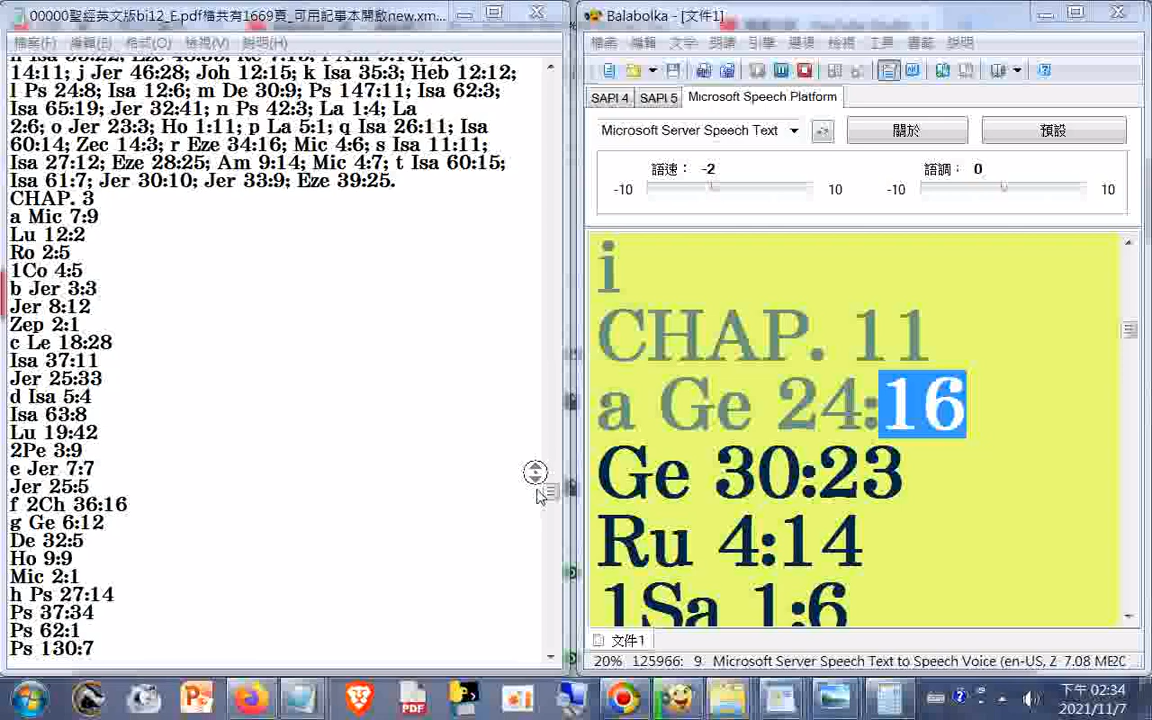 00000聖經英文版bi12_E.pdf檔共有1669頁_可用記事本開啟new.xm...
檔案(F) 編輯(E) 格式(O) 檢視(V) 說明(H)
14:11; j Jer 46:28; Joh 12:15; k Isa 35:3; Heb 12:12;
l Ps 24:8; Isa 12:6; m De 30:9; Ps 147:11; Isa 62:3;
Isa 65:19; Jer 32:41; n Ps 42:3; La 1:4; La
2:6; o Jer 23:3; Ho 1:11; p La 5:1; q Isa 26:11; Isa
60:14; Zec 14:3; r Eze 34:16; Mic 4:6; s Isa 11:11;
Isa 27:12; Eze 28:25; Am 9:14; Mic 4:7; t Isa 60:15;
Isa 61:7; Jer 30:10; Jer 33:9; Eze 39:25.
CHAP. 3
a Mic 7:9
Lu 12:2
Ro 2:5
1Co 4:5
b Jer 3:3
Jer 8:12
Zep 2:1
c Le 18:28
Isa 37:11
Jer 25:33
d Isa 5:4
Isa 63:8
Lu 19:42
2Pe 3:9
e Jer 7:7
Jer 25:5
f 2Ch 36:16
g Ge 6:12
De 32:5
Ho 9:9
Mic 2:1
h Ps 27:14
Ps 37:34
Ps 62:1
Ps 130:7
Balabolka - [文件1]
檔案 編輯 文字 朗讀 引擎 選項 檢視 工具 書籤 說明
SAPI 4 SAPI 5 Microsoft Speech Platform
Microsoft Server Speech Text 關於 預設
語速： -2 語調： 0
-10 10 -10 10
i
CHAP. 11
a Ge 24:16
Ge 30:23
Ru 4:14
1Sa 1:6
文件1
20% 125966: 9 Microsoft Server Speech Text to Speech Voice (en-US, Z 7.08 ME2C
PDF
下午 02:34
2021/11/7